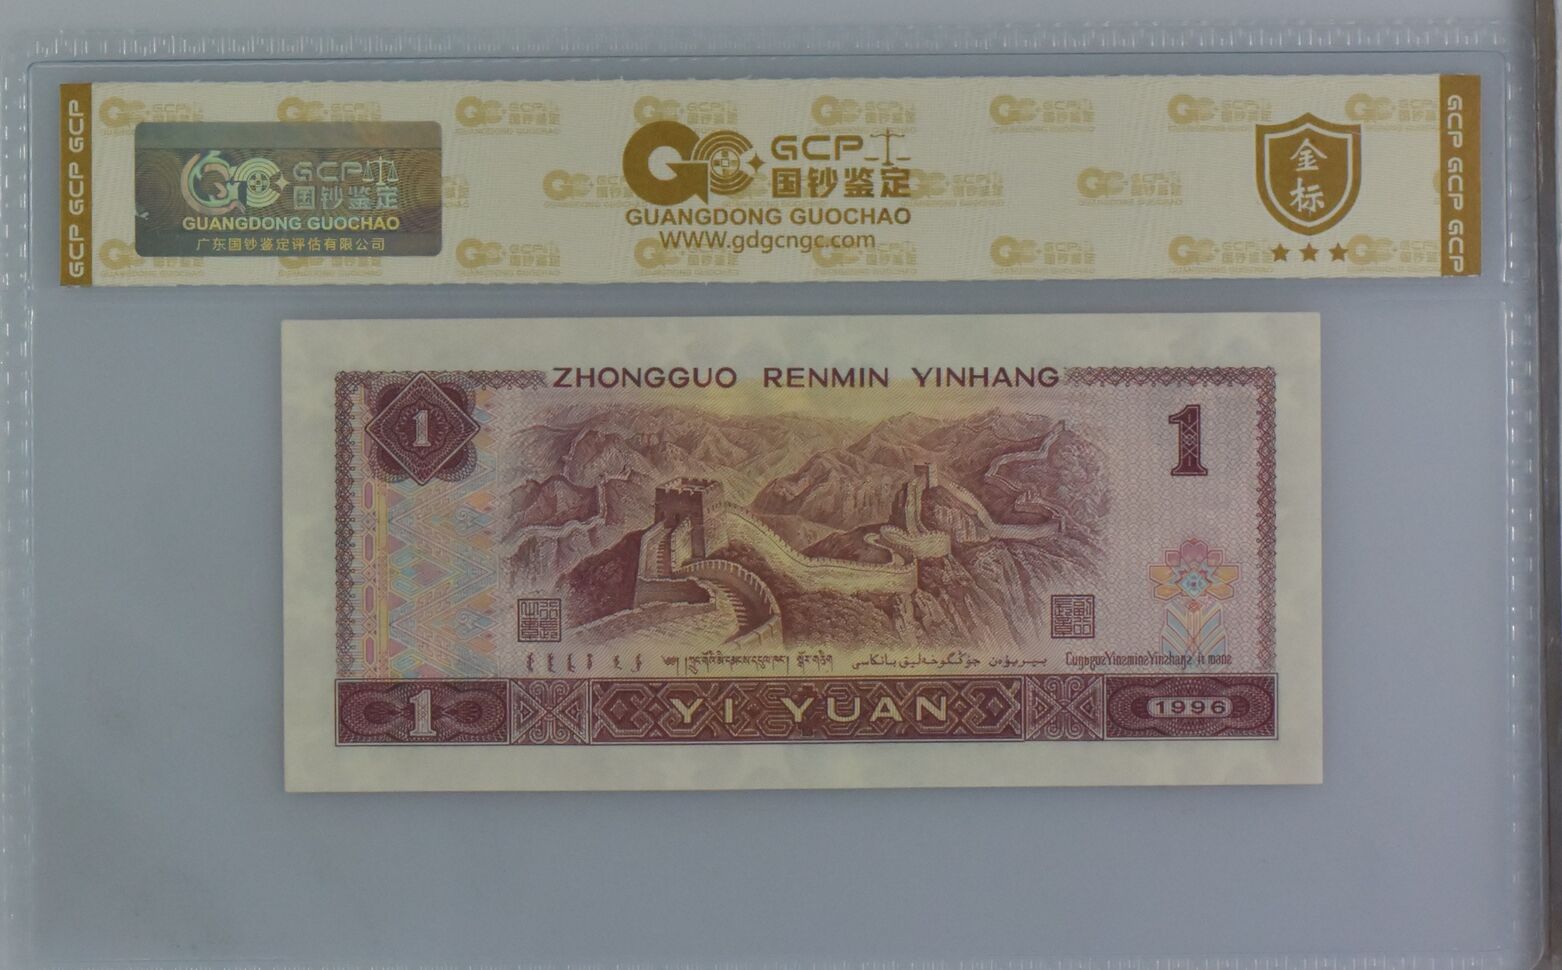 GCP GCP GCP
GCP
国钞鉴定
GUANGDONG GUOCHAO
广东国钞鉴定评估有限公司
GCP
国钞鉴定
GUANGDONG GUOCHAO
WWW.gdgcngc.com
金
标
GCP GCP GCP
ZHONGGUO RENMIN YINHANG
1
1
1
YI YUAN
1996